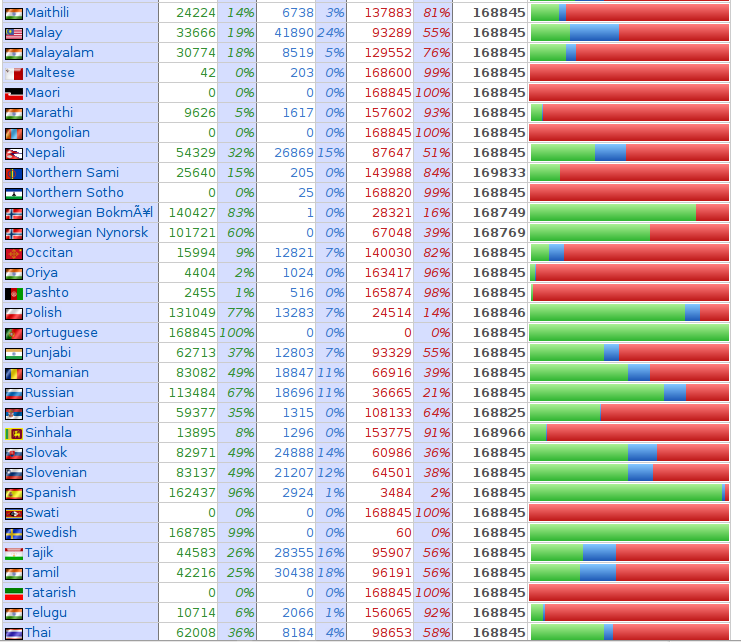 Maithili 24224 14% 6738 3% 137883 81% 168845
Malay 33666 19% 41890 24% 93289 55% 168845
Malayalam 30774 18% 8519 5% 129552 76% 168845
Maltese 42 0% 203 0% 168600 99% 168845
Maori 0 0% 0 0% 168845 100% 168845
Marathi 9626 5% 1617 0% 157602 93% 168845
Mongolian 0 0% 0 0% 168845 100% 168845
Nepali 54329 32% 26869 15% 87647 51% 168845
Northern Sami 25640 15% 205 0% 143988 84% 169833
Northern Sotho 0 0% 25 0% 168820 99% 168845
Norwegian BokmÃ¥l 140427 83% 1 0% 28321 16% 168749
Norwegian Nynorsk 101721 60% 0 0% 67048 39% 168769
Occitan 15994 9% 12821 7% 140030 82% 168845
Oriya 4404 2% 1024 0% 163417 96% 168845
Pashto 2455 1% 516 0% 165874 98% 168845
Polish 131049 77% 13283 7% 24514 14% 168846
Portuguese 168845 100% 0 0% 0 0% 168845
Punjabi 62713 37% 12803 7% 93329 55% 168845
Romanian 83082 49% 18847 11% 66916 39% 168845
Russian 113484 67% 18696 11% 36665 21% 168845
Serbian 59377 35% 1315 0% 108133 64% 168825
Sinhala 13895 8% 1296 0% 153775 91% 168966
Slovak 82971 49% 24888 14% 60986 36% 168845
Slovenian 83137 49% 21207 12% 64501 38% 168845
Spanish 162437 96% 2924 1% 3484 2% 168845
Swati 0 0% 0 0% 168845 100% 168845
Swedish 168785 99% 0 0% 60 0% 168845
Tajik 44583 26% 28355 16% 95907 56% 168845
Tamil 42216 25% 30438 18% 96191 56% 168845
Tatarish 0 0% 0 0% 168845 100% 168845
Telugu 10714 6% 2066 1% 156065 92% 168845
Thai 62008 36% 8184 4% 98653 58% 168845